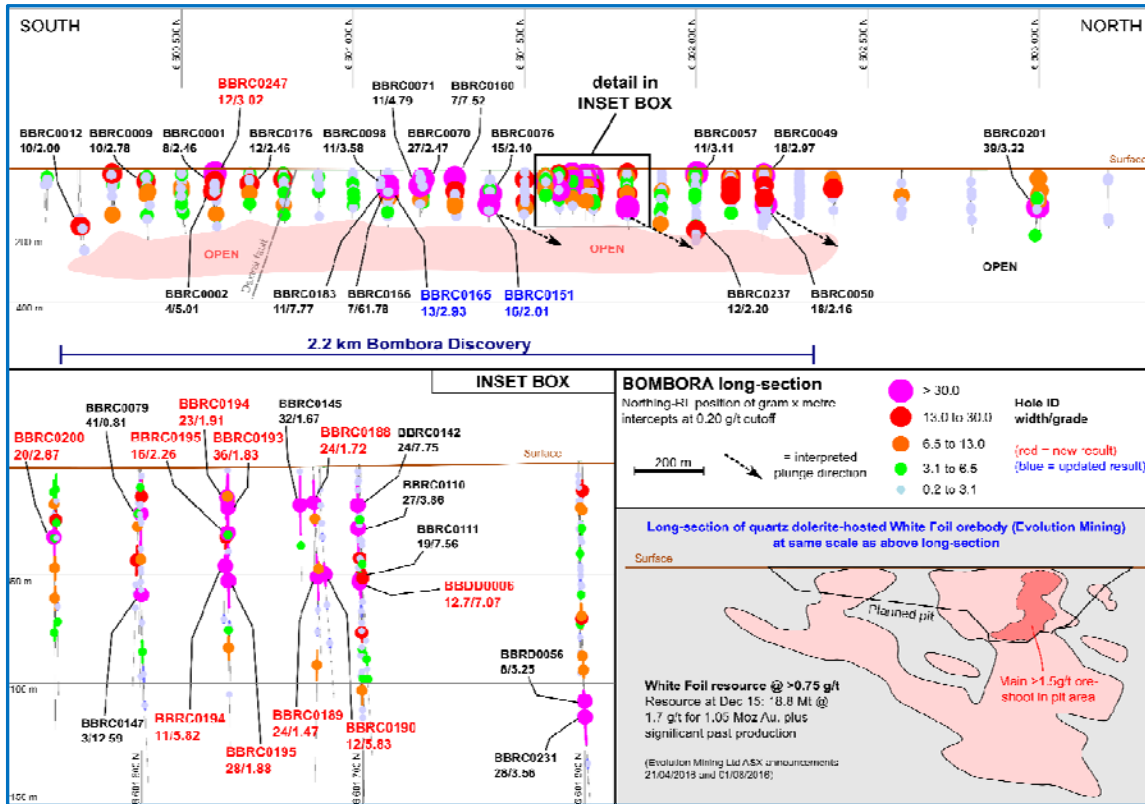 SOUTH
NORTH
6 601 000 N
6 602 000 N
BBRC0247
12/3.02
BBRC0071
11/4.79
BBRC0160
7/7.52
detail in
INSET BOX
BBRC0012
10/2.00
BBRC0009
10/2.78
BBRC0001
8/2.46
BBRC0176
12/2.46
BBRC0098
11/3.58
BBRC0070
27/2.47
BBRC0076
15/2.10
BBRC0057
11/3.11
BBRC0049
18/2.97
BBRC0201
39/3.22
Surface
200 m
OPEN
OPEN
OPEN
400 m
BBRC0002
4/5.01
BBRC0183
11/7.77
BBRC0166
7/61.78
BBRC0165
13/2.93
BBRC0151
16/2.01
BBRC0237
12/2.20
BBRC0050
18/2.16
2.2 km Bombora Discovery
INSET BOX
BBRC0200
20/2.87
BBRC0079
41/0.81
BBRC0194
23/1.91
BBRC0195
16/2.26
BBRC0193
36/1.83
BBRC0145
32/1.67
BBRC0188
24/1.72
BBRC0142
24/7.75
Surface
BBRC0110
27/3.86
BBRC0111
19/7.56
BBDD0006
12.7/7.07
100 m
150 m
BBRC0147
3/12.59
BBRC0194
11/5.82
BBRC0195
28/1.88
BBRC0189
24/1.47
BBRC0190
12/5.83
BBRD0056
8/3.25
BBRC0231
28/3.56
BOMBORA long-section
Northing-RL position of gram x metre
intercepts at 0.20 g/t cutoff
200 m
= interpreted
plunge direction
> 30.0
13.0 to 30.0
6.5 to 13.0
3.1 to 6.5
0.2 to 3.1
Hole ID
width/grade
(red = new result)
(blue = updated result)
Long-section of quartz dolerite-hosted White Foil orebody (Evolution Mining)
at same scale as above long-section
Surface
Planned pit
Main >1.5g/t ore-
shoot in pit area
White Foil resource @ >0.75 g/t
Resource at Dec 15: 18.8 Mt @
1.7 g/t for 1.05 Moz Au, plus
significant past production
(Evolution Mining Ltd ASX announcements
21/04/2016 and 01/08/2016)